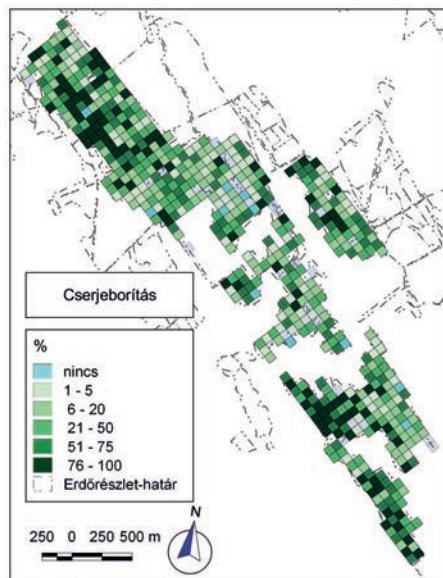 Cserjeborítás
%
nincs
1 - 5
6 - 20
21 - 50
51 - 75
76 - 100
Erdőrészlet-határ
N
250 0 250 500 m